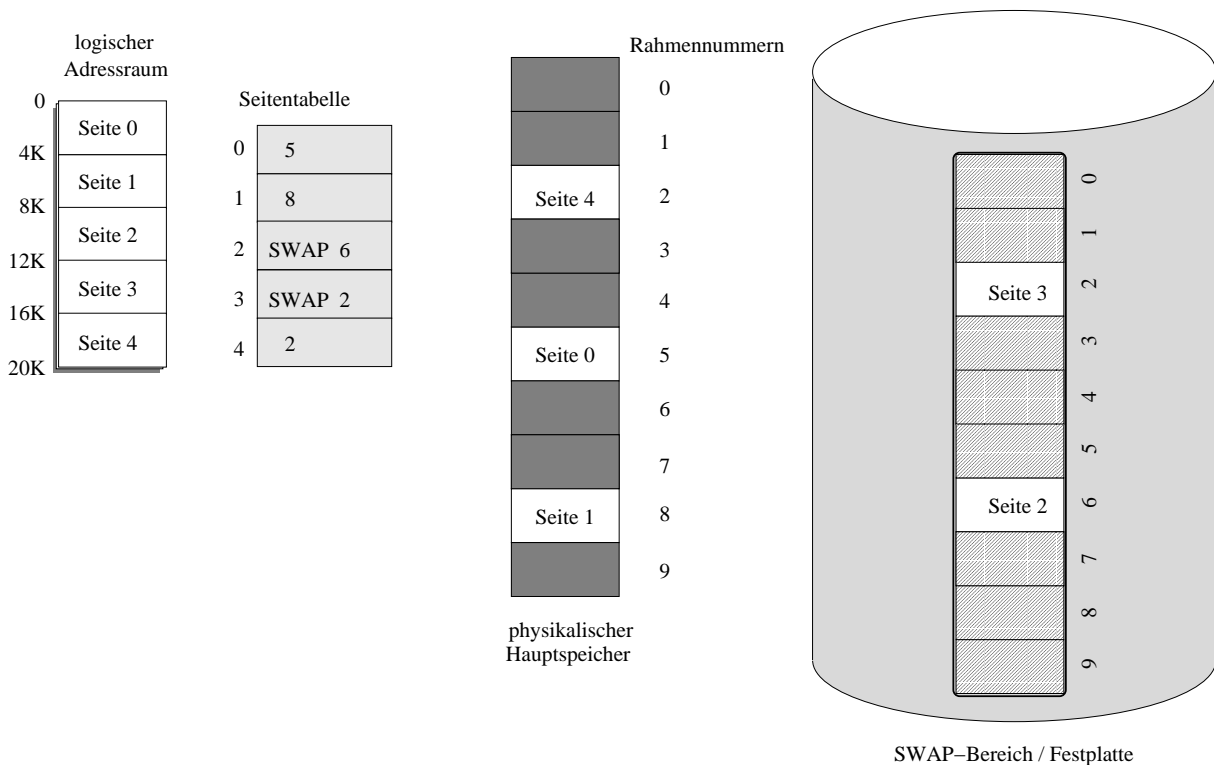 logischer
Adressraum
0
4K
8K
12K
16K
20K
Seite 0
Seite 1
Seite 2
Seite 3
Seite 4
Seitentabelle
0 5
1 8
2 SWAP 6
3 SWAP 2
4 2
Rahmennummern
0
1
Seite 4 2
3
4
Seite 0 5
6
7
Seite 1 8
9
physikalischer
Hauptspeicher
0
1
Seite 3 2
3
4
5
Seite 2 6
7
8
9
SWAP–Bereich / Festplatte